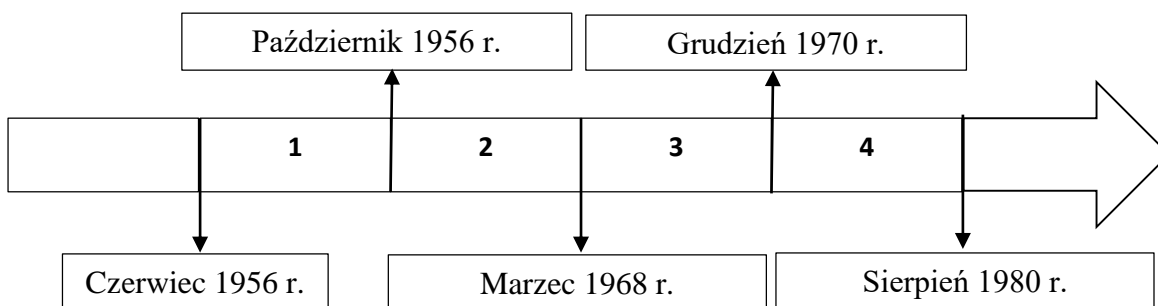 Październik 1956 r.
Grudzień 1970 r.
1
2
3
4
Czerwiec 1956 r.
Marzec 1968 r.
Sierpień 1980 r.